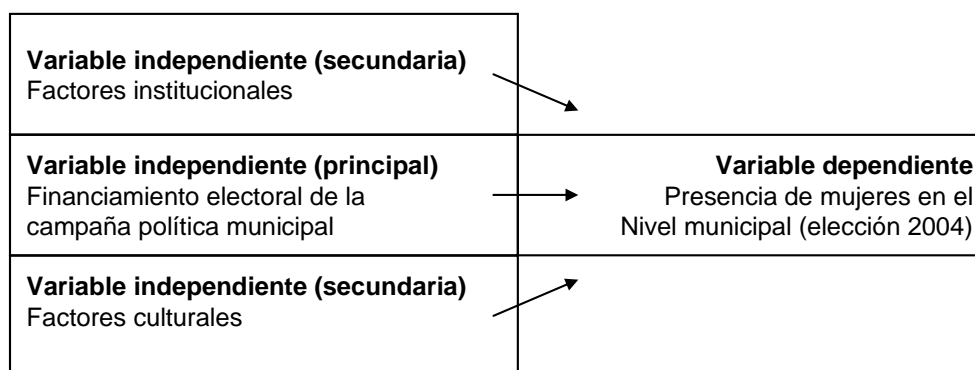 Variable independiente (secundaria)
Factores institucionales
Variable independiente (principal)
Financiamiento electoral de la
campaña política municipal
Variable dependiente
Presencia de mujeres en el
Nivel municipal (elección 2004)
Variable independiente (secundaria)
Factores culturales